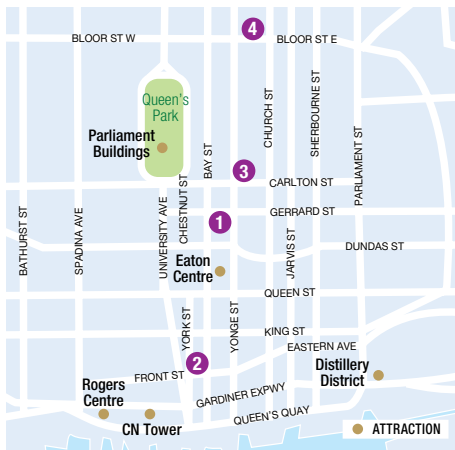 4
BLOOR ST W
BLOOR ST E
Queen's
Park
Parliament
Buildings
BAY ST
CHURCH ST
SHERBOURNE ST
PARLIAMENT ST
3
CARLTON ST
BATHURST ST
SPADINA AVE
UNIVERSITY AVE
CHESTNUT ST
1
GERRARD ST
JARVIS ST
DUNDAS ST
Eaton
Centre
QUEEN ST
YORK ST
YONGE ST
KING ST
EASTERN AVE
2
FRONT ST
Distillery
District
Rogers
Centre
GARDINER EXPWY
CN Tower
QUEEN'S QUAY
ATTRACTION